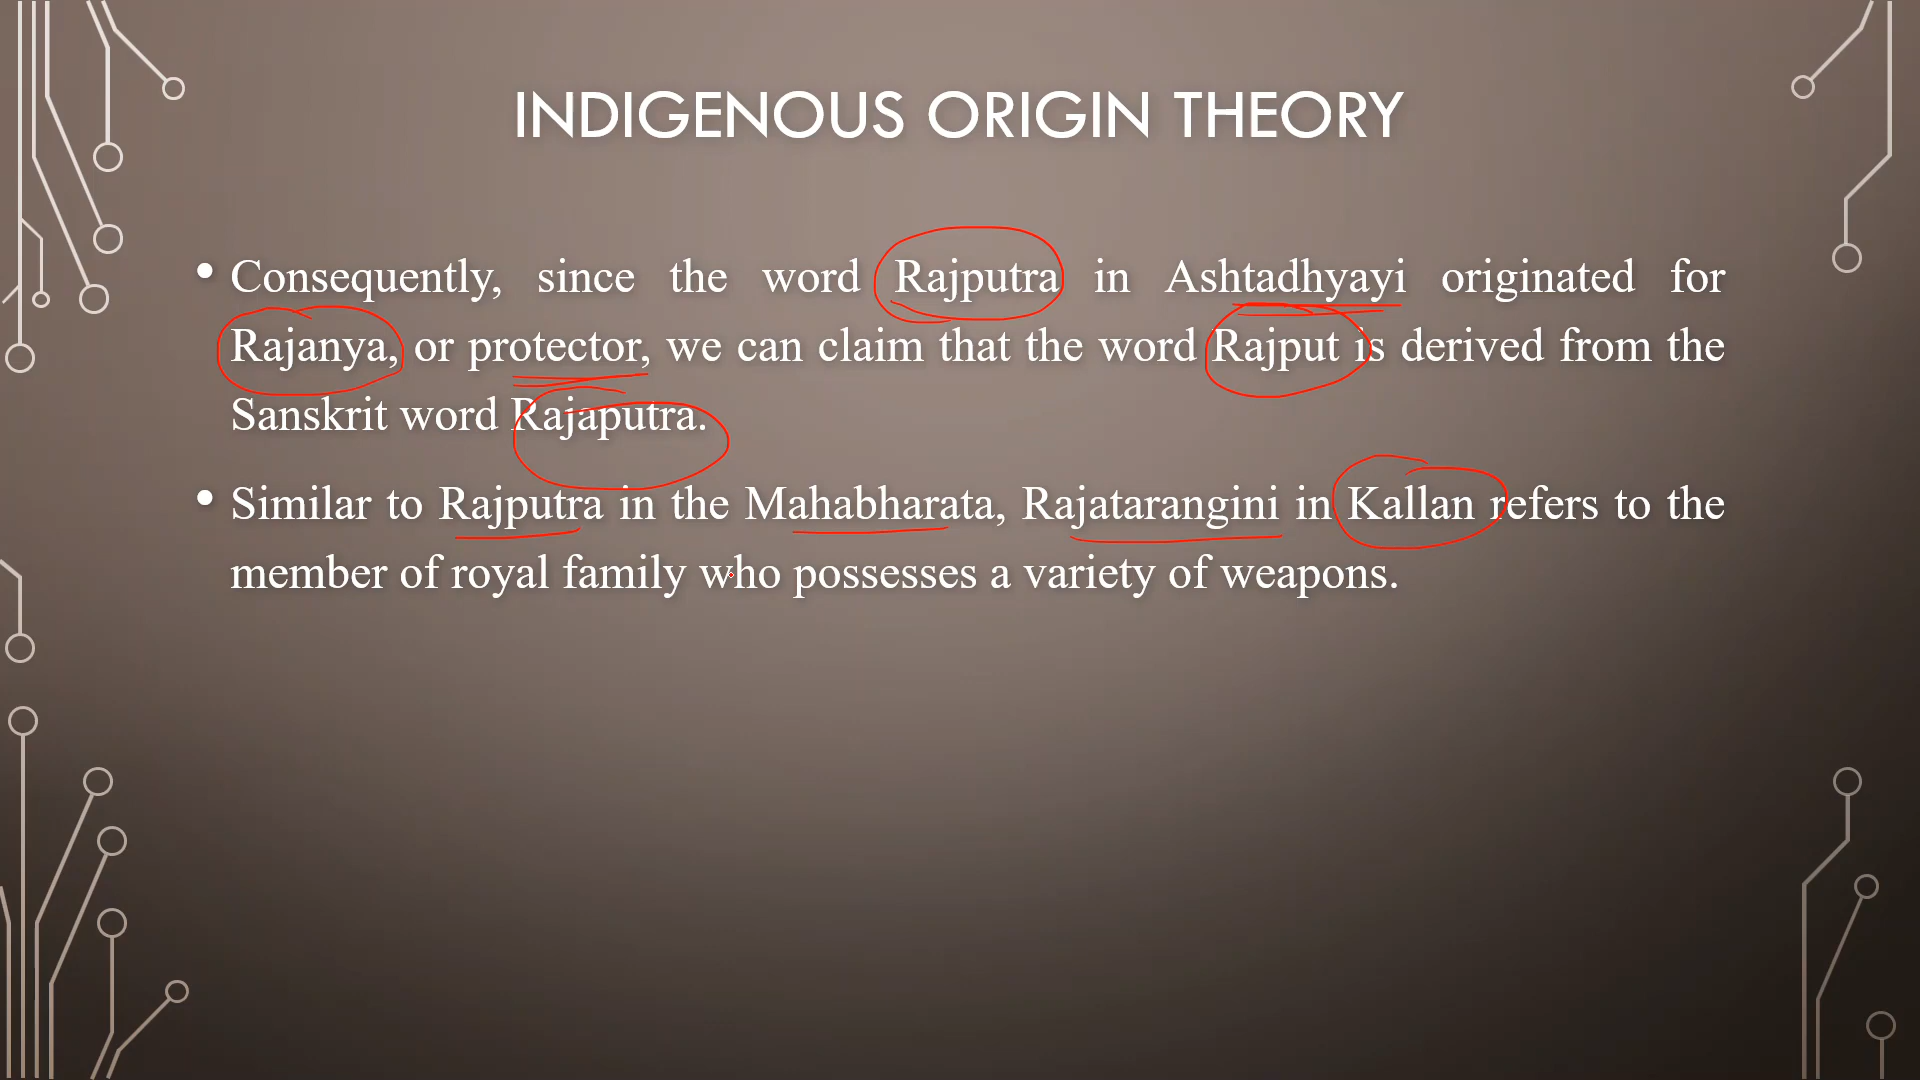 INDIGENOUS ORIGIN THEORY
• Consequently, since the word Rajputra in Ashtadhyayi originated for
Rajanya, or protector, we can claim that the word Rajput is derived from the
Sanskrit word Rajaputra.
• Similar to Rajputra in the Mahabharata, Rajatarangini in Kallan refers to the
member of royal family who possesses a variety of weapons.